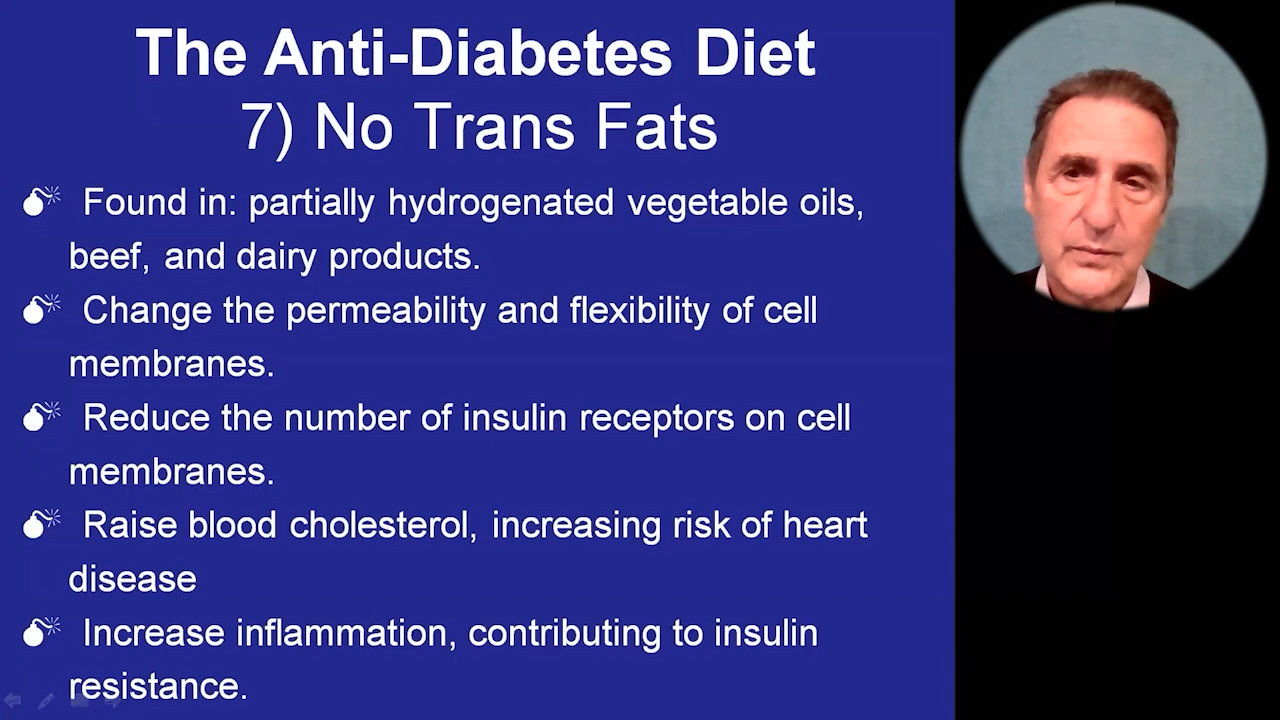 The Anti-Diabetes Diet
7) No Trans Fats
Found in: partially hydrogenated vegetable oils,
beef, and dairy products.
Change the permeability and flexibility of cell
membranes.
Reduce the number of insulin receptors on cell
membranes.
Raise blood cholesterol, increasing risk of heart
disease
Increase inflammation, contributing to insulin
resistance.